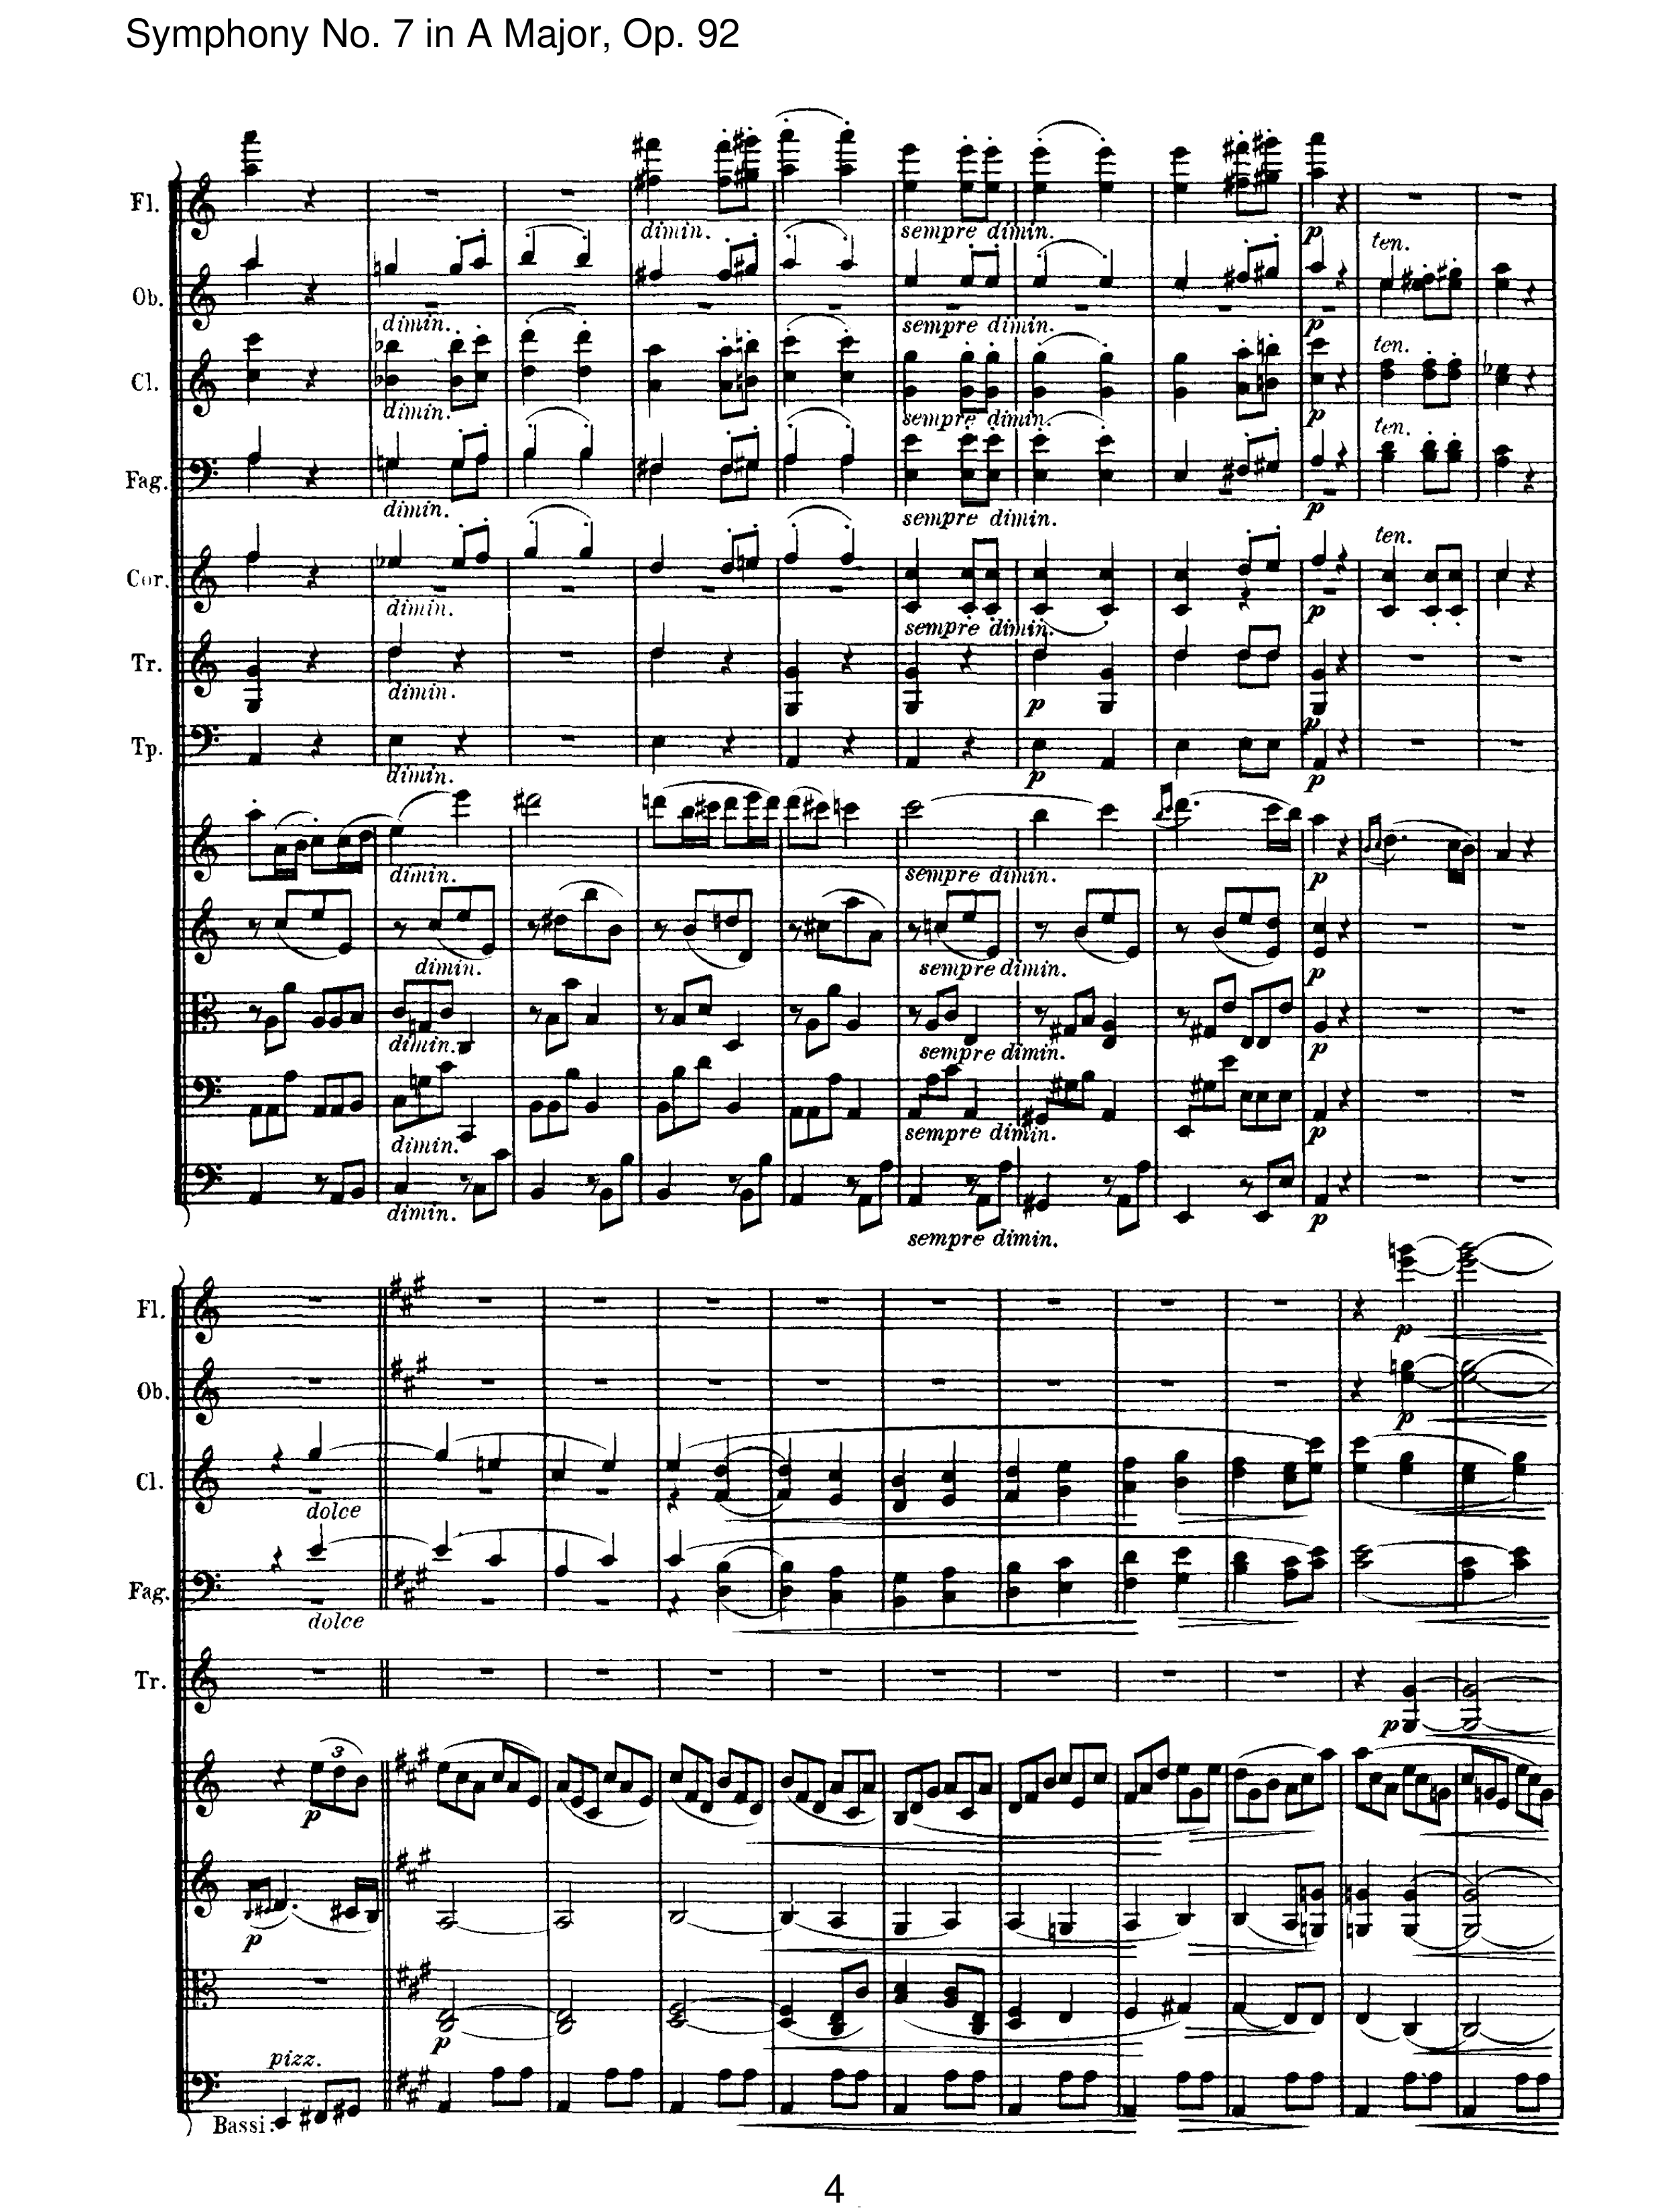 Symphony No. 7 in A Major, Op. 92
Fl.
dimin. sempre dimin. p
Ob.
dimin. sempre dimin. p ten.
Cl.
dimin. sempre dimin. p ten.
Fag.
dimin. sempre dimin. p ten.
Cor.
dimin. sempre dimin. p ten.
Tr.
dimin. p p
Tp.
dimin. p p
dimin. sempre dimin. p
dimin. sempre dimin. p
dimin. sempre dimin. p
dimin. sempre dimin. p
dimin. sempre dimin. p
Fl.
p
Ob.
p
Cl.
dolce
Fag.
dolce
Tr.
p
3
p
p
p
pizz.
Bassi.
4